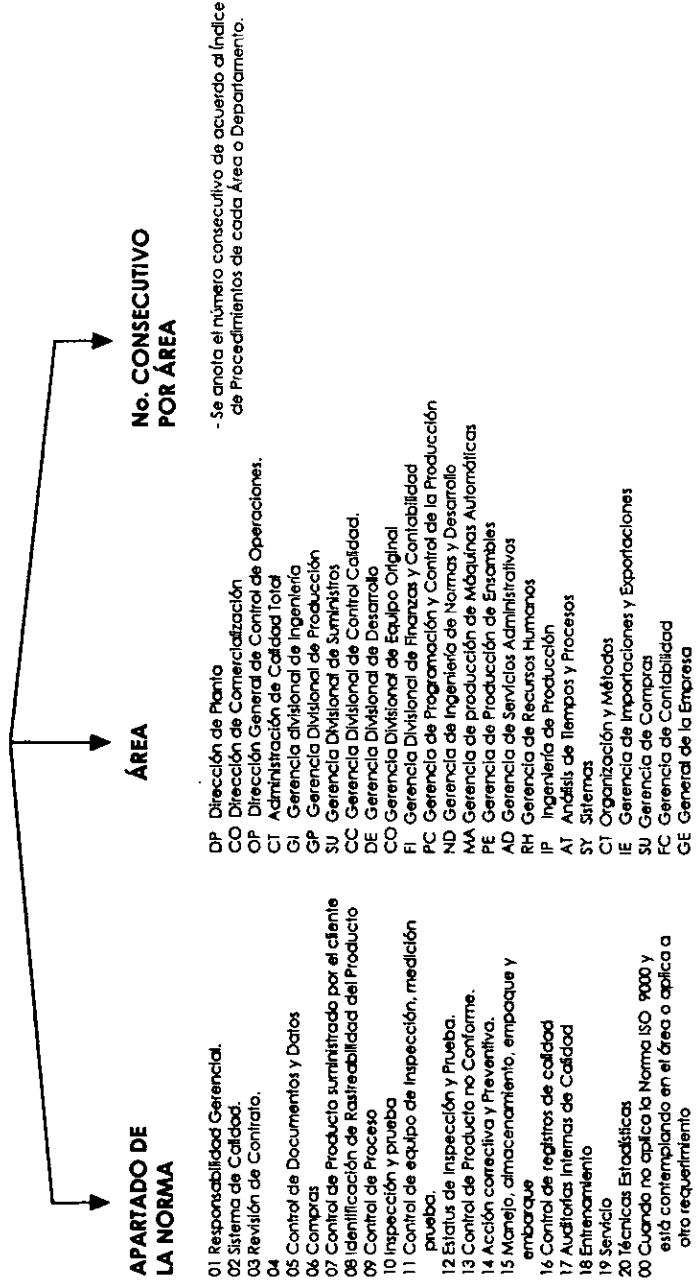 APARTADO DE
LA NORMA
01 Responsabilidad Gerencial.
02 Sistema de Calidad.
03 Revisión de Contrato.
04
05 Control de Documentos y Datos
06 Compras
07 Control de Producto suministrado por el cliente
08 Identificación de Rastreabilidad del Producto
09 Control de Proceso
10 Inspección y prueba
11 Control de equipo de Inspección, medición
prueba.
12 Estatus de Inspección y Prueba.
13 Control de Producto no Conforme.
14 Acción correctiva y Preventiva.
15 Manejo, almacenamiento, empaque y
embarque
16 Control de registros de calidad
17 Auditorías Internas de Calidad
18 Entrenamiento
19 Servicio
20 Técnicas Estadísticas
00 Cuando no aplica la Norma ISO 9000 y
está contemplando en el área o aplica a
otro requerimiento
ÁREA
DP Dirección de Planta
CO Dirección de Comercialización
OP Dirección General de Control de Operaciones.
CT Administración de Calidad Total
GI Gerencia divisional de Ingeniería
GP Gerencia Divisional de Producción
SU Gerencia Divisional de Suministros
CC Gerencia Divisional de Control Calidad.
DE Gerencia Divisional de Desarrollo
CO Gerencia Divisional de Equipo Original
FI Gerencia Divisional de Finanzas y Contabilidad
PC Gerencia de Programación y Control de la Producción
ND Gerencia de Ingeniería de Normas y Desarrollo
MA Gerencia de producción de Máquinas Automáticas
PE Gerencia de Producción de Ensambles
AD Gerencia de Servicios Administrativos
RH Gerencia de Recursos Humanos
IP Ingeniería de Producción
AT Análisis de Tiempos y Procesos
SY Sistemas
CT Organización y Métodos
IE Gerencia de Importaciones y Exportaciones
SU Gerencia de Compras
FC Gerencia de Contabilidad
GE General de la Empresa
No. CONSECUTIVO
POR ÁREA
- Se anota el número consecutivo de acuerdo al Índice
de Procedimientos de cada Área o Departamento.